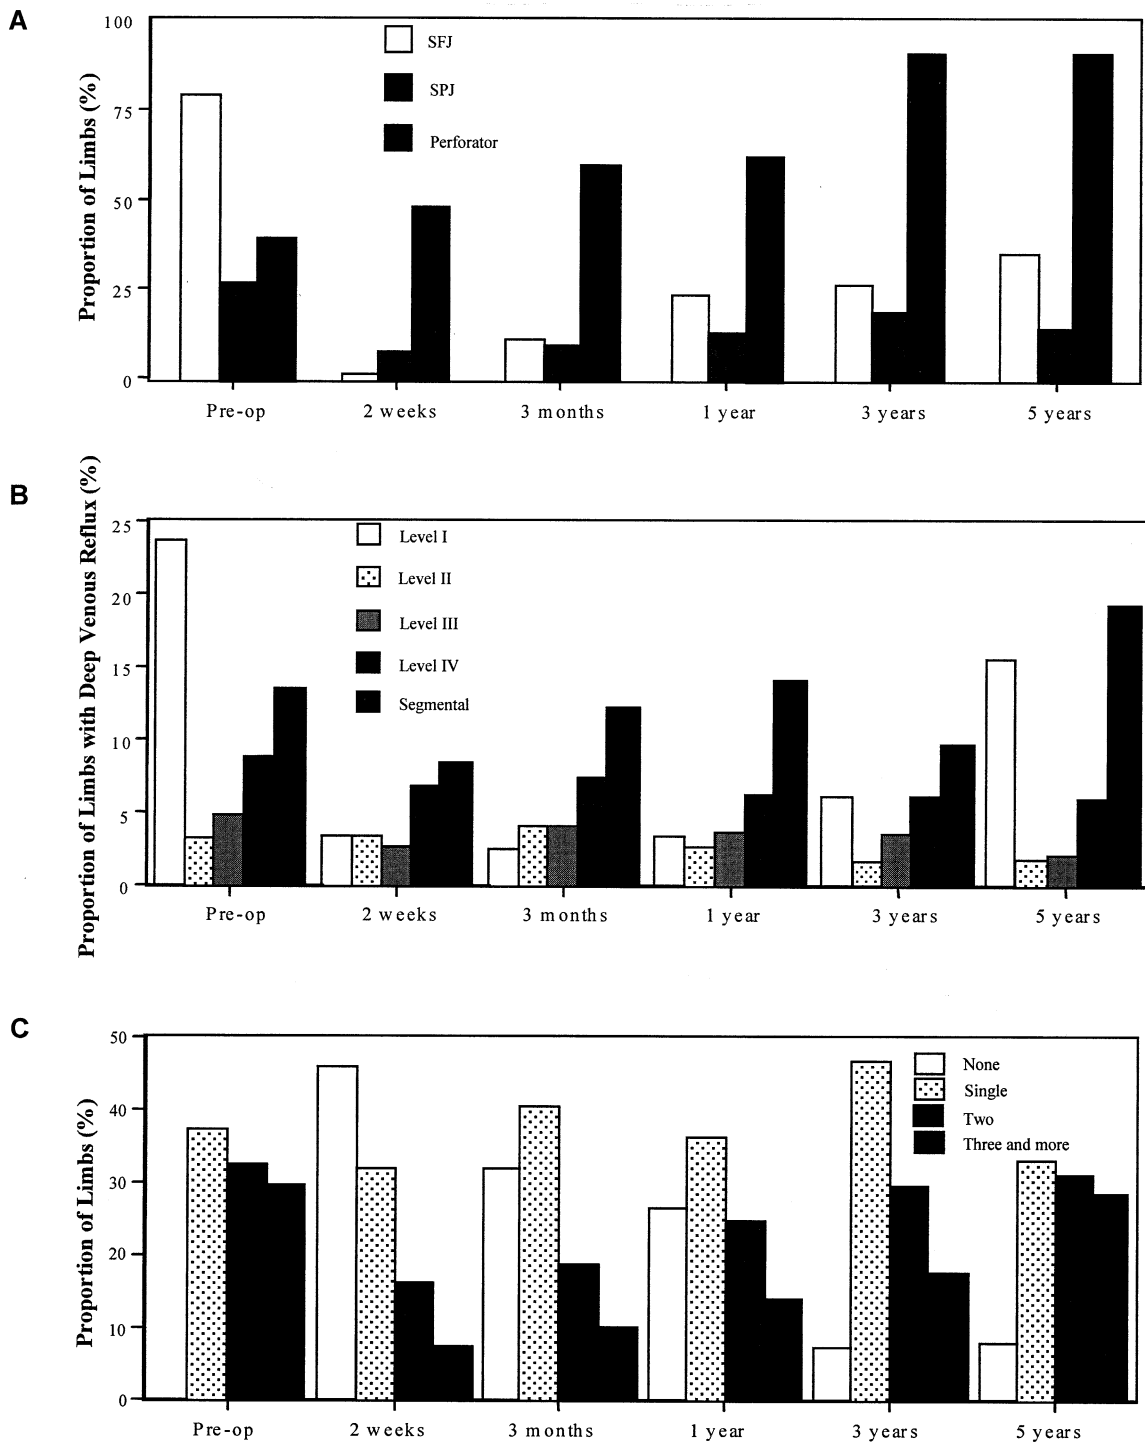 A
Proportion of Limbs (%)
100
75
50
25
0
SFJ
SPJ
Perforator
Pre-op 2 weeks 3 months 1 year 3 years 5 years
B
Proportion of Limbs with Deep Venous Reflux (%)
25
20
15
10
5
0
Level I
Level II
Level III
Level IV
Segmental
Pre-op 2 weeks 3 months 1 year 3 years 5 years
C
Proportion of Limbs (%)
50
40
30
20
10
0
None
Single
Two
Three and more
Pre-op 2 weeks 3 months 1 year 3 years 5 years